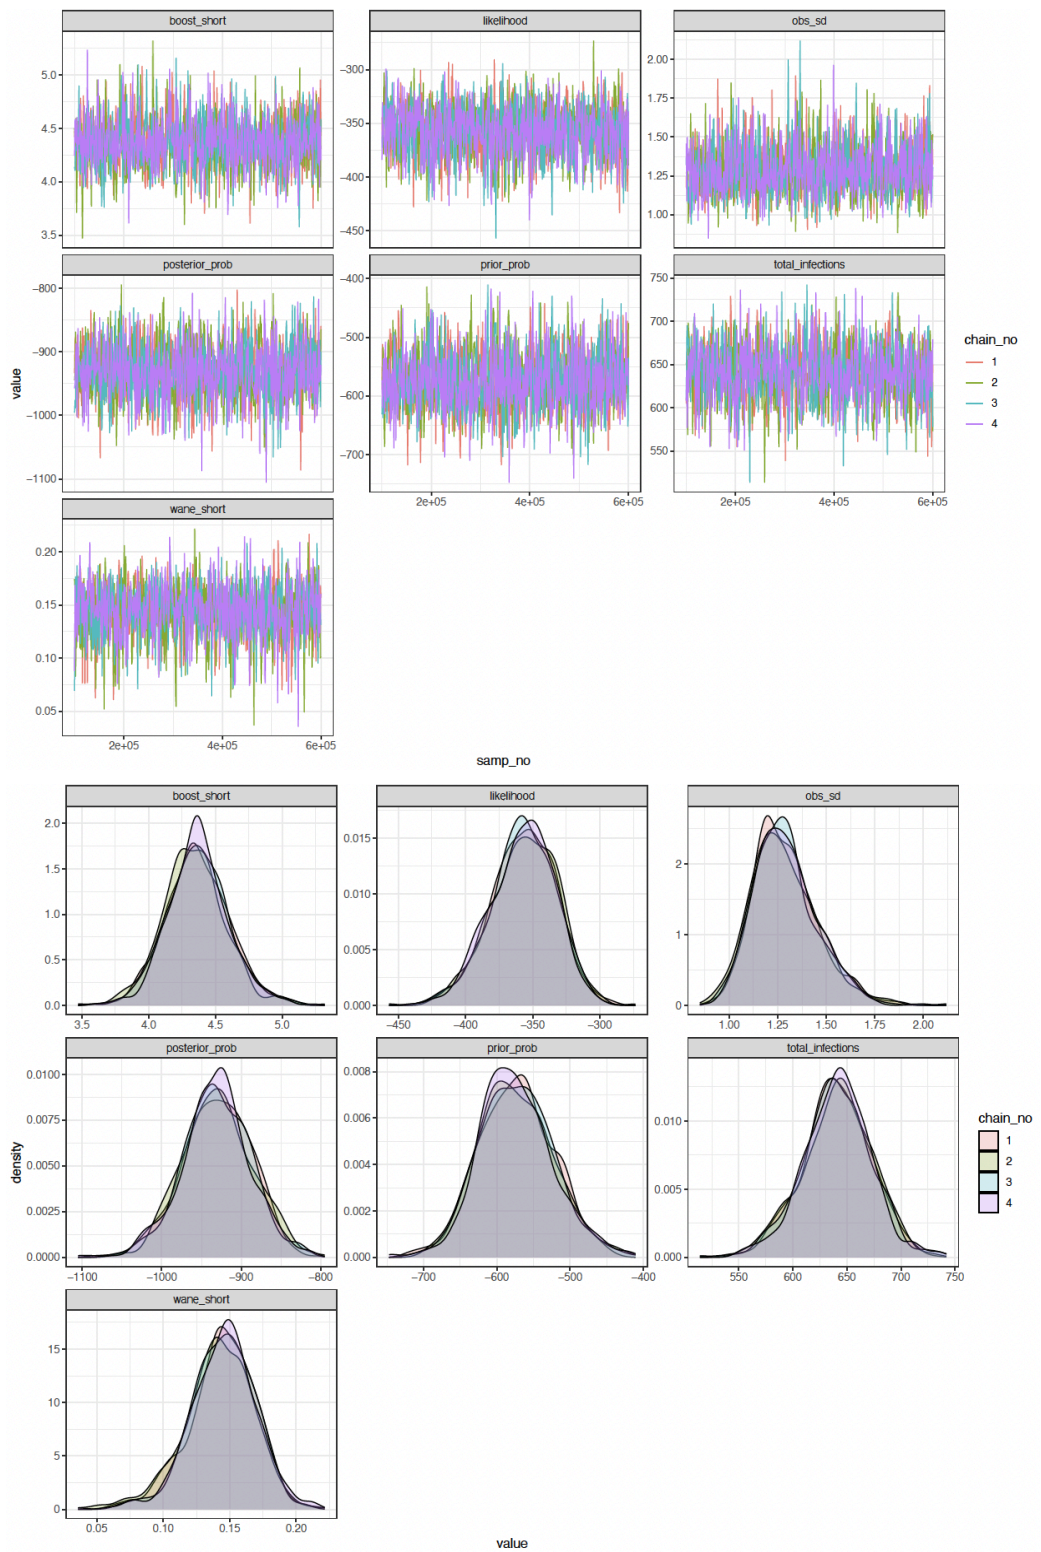 boost_short
likelihood
obs_sd
5.0
4.5
4.0
3.5
−300
−350
−400
−450
2.00
1.75
1.50
1.25
1.00
posterior_prob
prior_prob
total_infections
−800
−900
−1000
−1100
−400
−500
−600
−700
750
700
650
600
550
2e+05 4e+05 6e+05
2e+05 4e+05 6e+05
wane_short
0.20
0.15
0.10
0.05
2e+05 4e+05 6e+05
value
samp_no
chain_no
1
2
3
4
boost_short
likelihood
obs_sd
2.0
1.5
1.0
0.5
0.0
3.5 4.0 4.5 5.0
0.015
0.010
0.005
0.000
−450 −400 −350 −300
2
1
0
1.00 1.25 1.50 1.75 2.00
posterior_prob
prior_prob
total_infections
0.0100
0.0075
0.0050
0.0025
0.0000
−1100 −1000 −900 −800
0.008
0.006
0.004
0.002
0.000
−700 −600 −500 −400
0.010
0.005
0.000
550 600 650 700 750
wane_short
15
10
5
0
0.05 0.10 0.15 0.20
density
value
chain_no
1
2
3
4